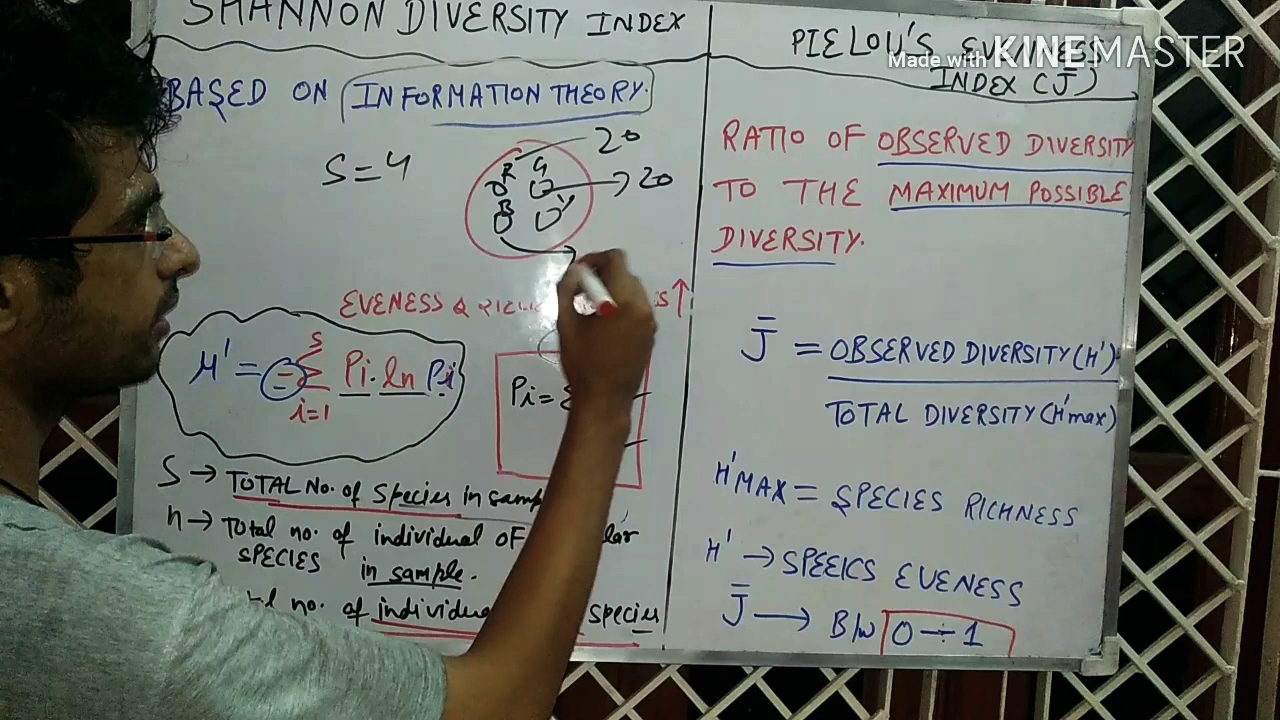 SHANNON DIVERSITY INDEX
BASED ON INFORMATION THEORY.
S=4
R G
B Y
20
20
EVENESS &
s↑
H' = - Σ Pi. ln Pi
s
i=1
Pi =
S → TOTAL No. of Species in samp
n → Total no. of individual OF
SPECIES in sample.
no. of individu species
PIELOU'S EVENESS
INDEX (J)
Made with KINEMASTER
RATIO OF OBSERVED DIVERSITY
TO THE MAXIMUM POSSIBLE
DIVERSITY.
J̄ = OBSERVED DIVERSITY (H')
TOTAL DIVERSITY (H'max)
H'MAX = SPECIES RICHNESS
H' → SPEEICS EVENESS
J̄ → B/W 0 ÷ 1